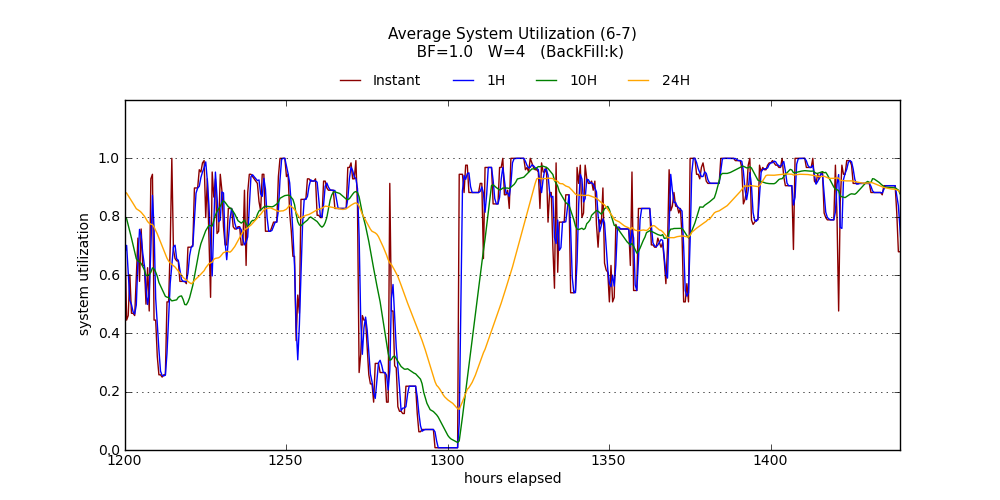 Average System Utilization (6-7)
BF=1.0 W=4 (BackFill:k)
Instant 1H 10H 24H
1.0
0.8
0.6
0.4
0.2
0.0
system utilization
1200 1250 1300 1350 1400
hours elapsed